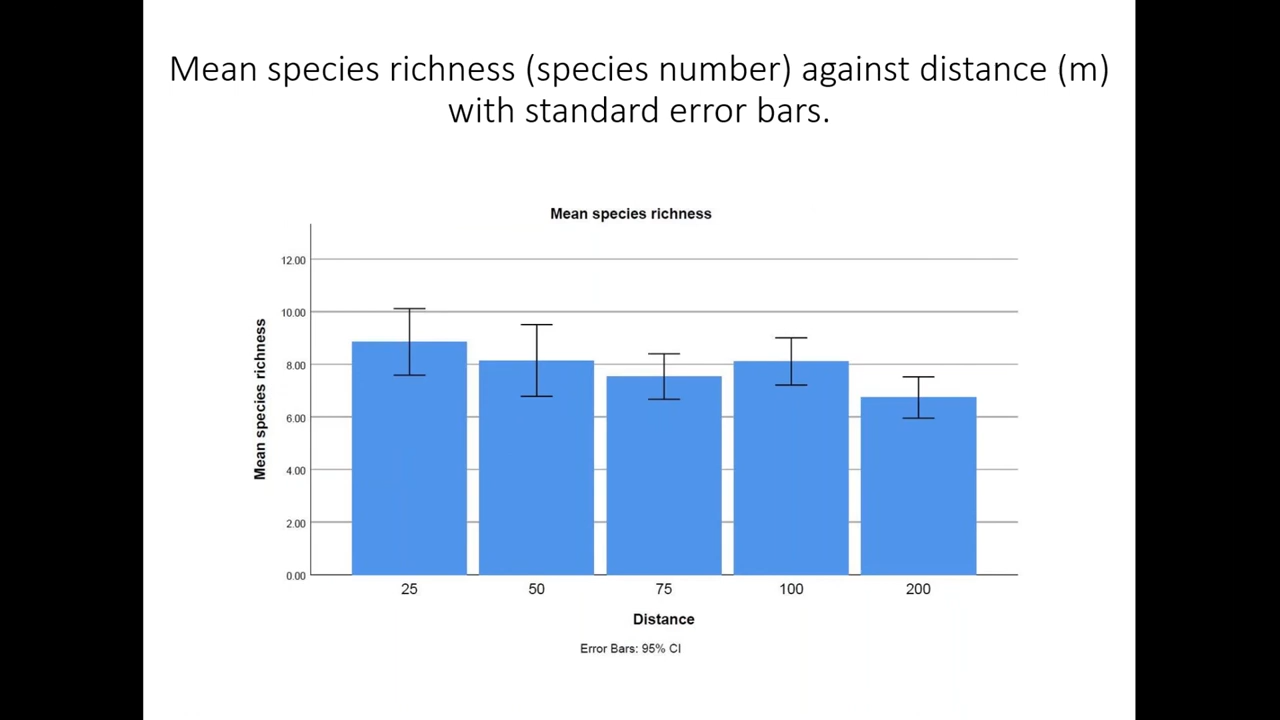 Mean species richness (species number) against distance (m)
with standard error bars.
Mean species richness
12.00
10.00
8.00
6.00
4.00
2.00
0.00
Mean species richness
25 50 75 100 200
Distance
Error Bars: 95% CI